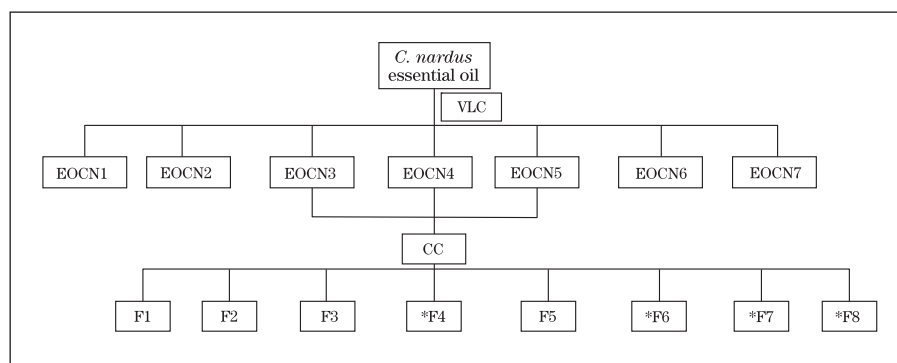 C. nardus
essential oil
VLC
EOCN1 EOCN2 EOCN3 EOCN4 EOCN5 EOCN6 EOCN7
CC
F1 F2 F3 *F4 F5 *F6 *F7 *F8